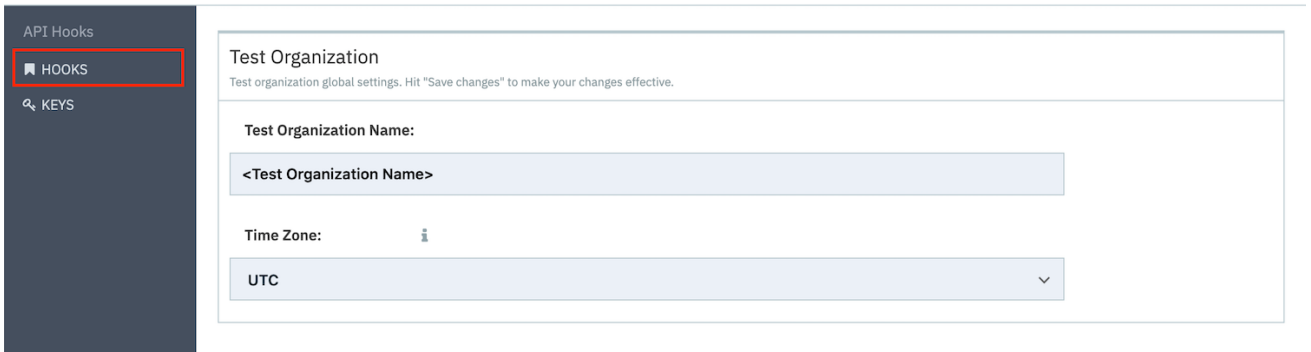 API Hooks
HOOKS
KEYS
Test Organization
Test organization global settings. Hit "Save changes" to make your changes effective.
Test Organization Name:
<Test Organization Name>
Time Zone:
UTC